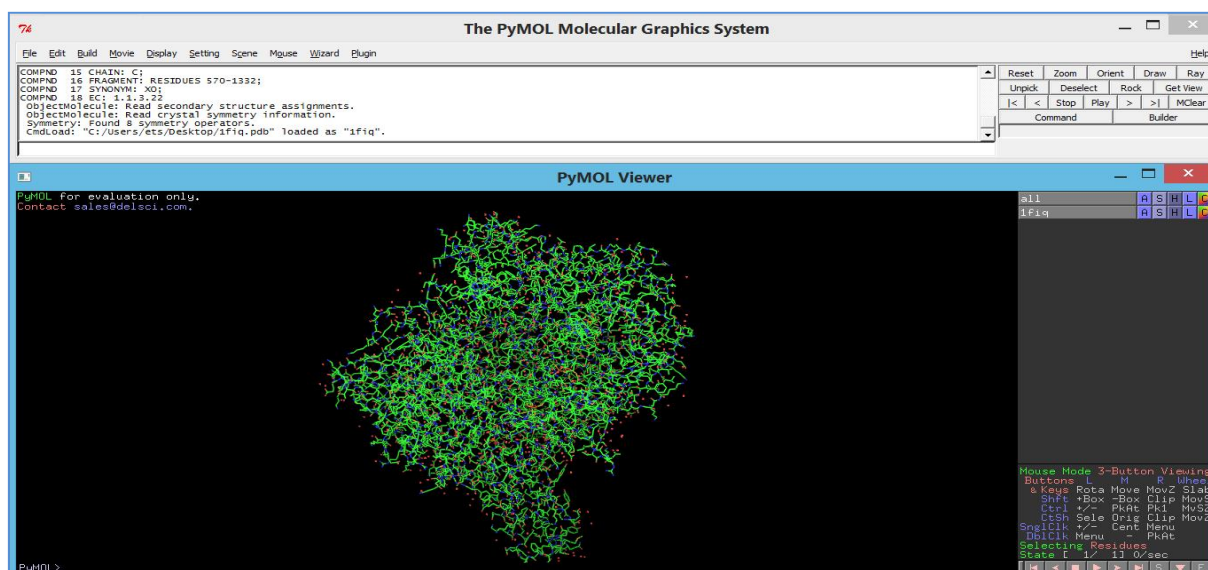 The PyMOL Molecular Graphics System
File Edit Build Movie Display Setting Scene Mouse Wizard Plugin Help
COMPND 15 CHAIN: C;
COMPND 16 FRAGMENT: RESIDUES 570-1332;
COMPND 17 SYNONYM: XO;
COMPND 18 EC: 1.1.3.22
ObjectMolecule: Read secondary structure assignments.
ObjectMolecule: Read crystal symmetry information.
Symmetry: Found 8 symmetry operators.
CmdLoad: "C:/Users/ets/Desktop/1fiq.pdb" loaded as "1fiq".
Reset Zoom Orient Draw Ray
Unpick Deselect Rock Get View
|< < Stop Play > >| MClear
Command Builder
PyMOL Viewer
PyMOL for evaluation only.
Contact sales@delsci.com.
all A S H L C
1fiq A S H L C
Mouse Mode 3-Button Viewing
Buttons L M R Wheel
& Keys Rota Move MovZ Slab
Shft +Box -Box Clip MovS
Ctrl +/- PkAt Pk1 MvSZ
CtSh Sele Orig Clip MovZ
SnglClk +/- Cent Menu
DblClk Menu - PkAt
Selecting Residues
State [ 1/ 1] 0/sec
S F
PyMOL>